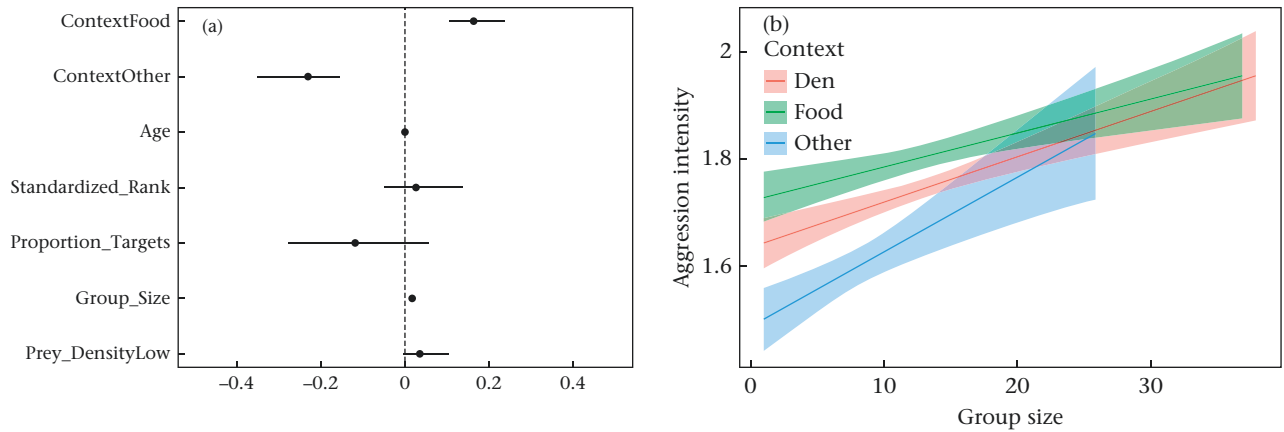 (a)
ContextFood
ContextOther
Age
Standardized_Rank
Proportion_Targets
Group_Size
Prey_DensityLow
–0.4
–0.2
0
0.2
0.4
(b)
Context
Den
Food
Other
Aggression intensity
2
1.8
1.6
0
10
20
30
Group size